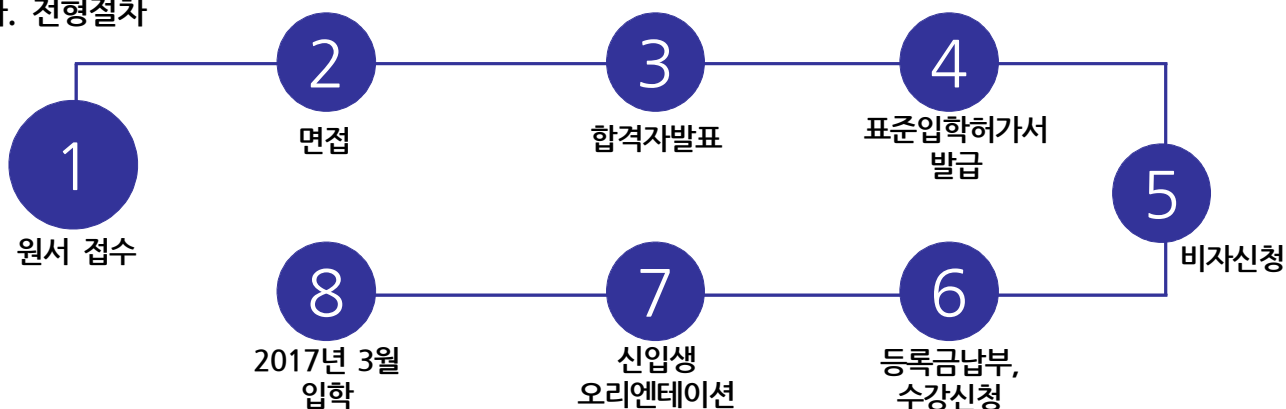 전형절차
1
원서 접수
2
면접
3
합격자발표
4
표준입학허가서
발급
5
비자신청
6
등록금납부,
수강신청
7
신입생
오리엔테이션
8
2017년 3월
입학